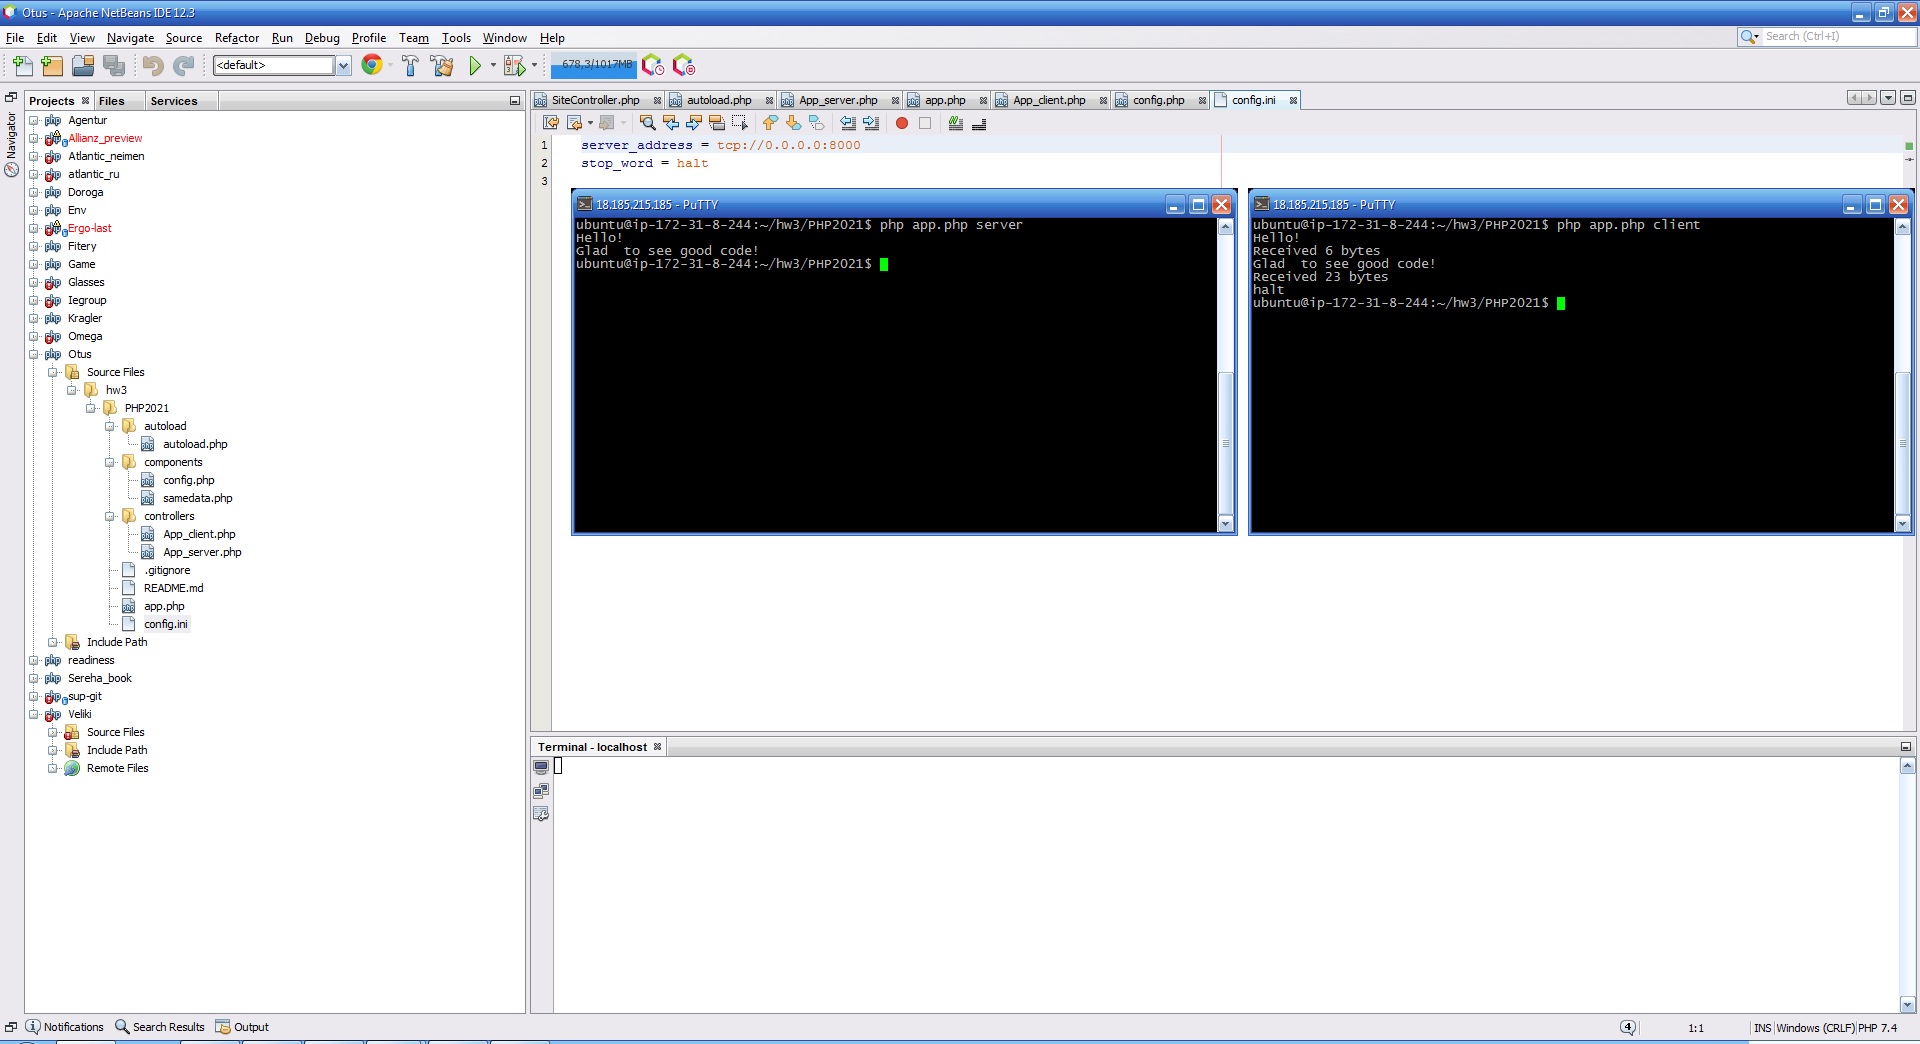 Otus - Apache NetBeans IDE 12.3
File Edit View Navigate Source Refactor Run Debug Profile Team Tools Window Help
Search (Ctrl+I)
<default>
678,3/1017MB
Projects Files Services
Navigator
Agentur
Allianz_preview
Atlantic_neimen
atlantic_ru
Doroga
Env
Ergo-last
Fitery
Game
Glasses
Iegroup
Kragler
Omega
Otus
Source Files
hw3
PHP2021
autoload
autoload.php
components
config.php
samedata.php
controllers
App_client.php
App_server.php
.gitignore
README.md
app.php
config.ini
Include Path
readiness
Sereha_book
sup-git
Veliki
Source Files
Include Path
Remote Files
SiteController.php autoload.php App_server.php app.php App_client.php config.php config.ini
1 server_address = tcp://0.0.0.0:8000
2 stop_word = halt
3
18.185.215.185 - PuTTY
ubuntu@ip-172-31-8-244:~/hw3/PHP2021$ php app.php server
Hello!
Glad  to see good code!
ubuntu@ip-172-31-8-244:~/hw3/PHP2021$
18.185.215.185 - PuTTY
ubuntu@ip-172-31-8-244:~/hw3/PHP2021$ php app.php client
Hello!
Received 6 bytes
Glad  to see good code!
Received 23 bytes
halt
ubuntu@ip-172-31-8-244:~/hw3/PHP2021$
Terminal - localhost
Notifications Search Results Output
4 1:1 INS Windows (CRLF) PHP 7.4